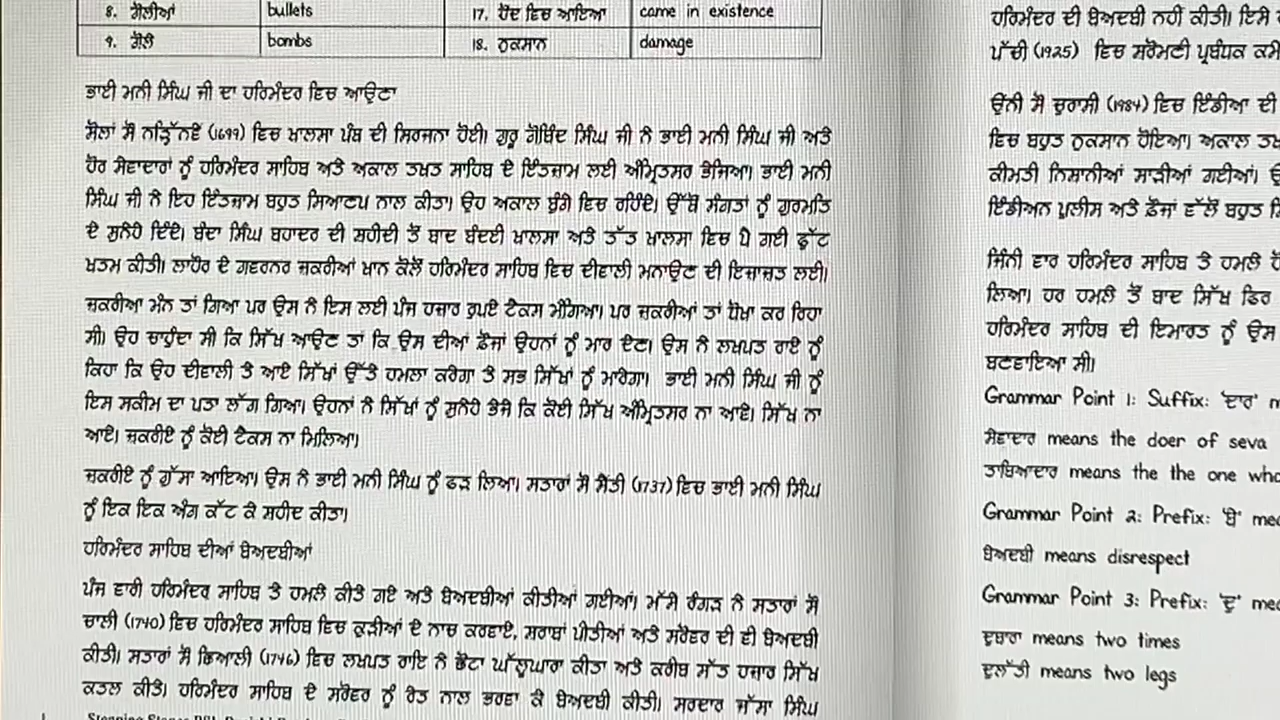 8. ਗੋਲੀਆਂ bullets 17. ਹੋਂਦ ਵਿਚ ਆਇਆ came in existence
9. ਗੋਲੇ bombs 18. ਨੁਕਸਾਨ damage
ਭਾਈ ਮਨੀ ਸਿੰਘ ਜੀ ਦਾ ਹਰਿਮੰਦਰ ਵਿਚ ਆਉਣਾ
ਸੋਲਾਂ ਸੌ ਨੜ੍ਹਿੱਨਵੇਂ (1699) ਵਿਚ ਖਾਲਸਾ ਪੰਥ ਦੀ ਸਿਰਜਨਾ ਹੋਈ। ਗੁਰੂ ਗੋਬਿੰਦ ਸਿੰਘ ਜੀ ਨੇ ਭਾਈ ਮਨੀ ਸਿੰਘ ਜੀ ਅਤੇ
ਹੋਰ ਸੇਵਾਦਾਰਾਂ ਨੂੰ ਹਰਿਮੰਦਰ ਸਾਹਿਬ ਅਤੇ ਅਕਾਲ ਤਖਤ ਸਾਹਿਬ ਦੇ ਇੰਤਜ਼ਾਮ ਲਈ ਅੰਮ੍ਰਿਤਸਰ ਭੇਜਿਆ। ਭਾਈ ਮਨੀ
ਸਿੰਘ ਜੀ ਨੇ ਇਹ ਇੰਤਜ਼ਾਮ ਬਹੁਤ ਸਿਆਣਪ ਨਾਲ ਕੀਤਾ। ਉਹ ਅਕਾਲ ਬੁੰਗੇ ਵਿਚ ਰਹਿੰਦੇ। ਉੱਥੇ ਸੰਗਤਾਂ ਨੂੰ ਗੁਰਮਤਿ
ਦੇ ਸੁਨੇਹੇ ਦਿੰਦੇ। ਬੰਦਾ ਸਿੰਘ ਬਹਾਦਰ ਦੀ ਸ਼ਹੀਦੀ ਤੋਂ ਬਾਦ ਬੰਦਈ ਖਾਲਸਾ ਅਤੇ ਤੱਤ ਖਾਲਸਾ ਵਿਚ ਪੈ ਗਈ ਫੁੱਟ
ਖਤਮ ਕੀਤੀ। ਲਾਹੌਰ ਦੇ ਗਵਰਨਰ ਜ਼ਕਰੀਆਂ ਖਾਨ ਕੋਲੋਂ ਹਰਿਮੰਦਰ ਸਾਹਿਬ ਵਿਚ ਦੀਵਾਲੀ ਮਨਾਉਣ ਦੀ ਇਜਾਜ਼ਤ ਲਈ।
ਜ਼ਕਰੀਆ ਮੰਨ ਤਾਂ ਗਿਆ ਪਰ ਉਸ ਨੇ ਇਸ ਲਈ ਪੰਜ ਹਜ਼ਾਰ ਰੁਪਏ ਟੈਕਸ ਮੰਗਿਆ। ਪਰ ਜ਼ਕਰੀਆਂ ਤਾਂ ਧੋਖਾ ਕਰ ਰਿਹਾ
ਸੀ। ਉਹ ਚਾਹੁੰਦਾ ਸੀ ਕਿ ਸਿੱਖ ਆਉਣ ਤਾਂ ਕਿ ਉਸ ਦੀਆਂ ਫ਼ੌਜਾਂ ਉਹਨਾਂ ਨੂੰ ਮਾਰ ਦੇਣ। ਉਸ ਨੇ ਲਖਪਤ ਰਾਏ ਨੂੰ
ਕਿਹਾ ਕਿ ਉਹ ਦੀਵਾਲੀ ਤੇ ਆਏ ਸਿੱਖਾਂ ਉੱਤੇ ਹਮਲਾ ਕਰੇਗਾ ਤੇ ਸਭ ਸਿੱਖਾਂ ਨੂੰ ਮਾਰੇਗਾ। ਭਾਈ ਮਨੀ ਸਿੰਘ ਜੀ ਨੂੰ
ਇਸ ਸਕੀਮ ਦਾ ਪਤਾ ਲੱਗ ਗਿਆ। ਉਹਨਾਂ ਨੇ ਸਿੱਖਾਂ ਨੂੰ ਸੁਨੇਹੇ ਭੇਜੇ ਕਿ ਕੋਈ ਸਿੱਖ ਅੰਮ੍ਰਿਤਸਰ ਨਾ ਆਵੇ। ਸਿੱਖ ਨਾ
ਆਏ। ਜ਼ਕਰੀਏ ਨੂੰ ਕੋਈ ਟੈਕਸ ਨਾ ਮਿਲਿਆ।
ਜ਼ਕਰੀਏ ਨੂੰ ਗੁੱਸਾ ਆਇਆ। ਉਸ ਨੇ ਭਾਈ ਮਨੀ ਸਿੰਘ ਨੂੰ ਫੜ ਲਿਆ। ਸਤਾਰਾਂ ਸੌ ਸੈਂਤੀ (1737) ਵਿਚ ਭਾਈ ਮਨੀ ਸਿੰਘ
ਨੂੰ ਇਕ ਇਕ ਅੰਗ ਕੱਟ ਕੇ ਸ਼ਹੀਦ ਕੀਤਾ।
ਹਰਿਮੰਦਰ ਸਾਹਿਬ ਦੀਆਂ ਬੇਅਦਬੀਆਂ
ਪੰਜ ਵਾਰੀ ਹਰਿਮੰਦਰ ਸਾਹਿਬ ਤੇ ਹਮਲੇ ਕੀਤੇ ਗਏ ਅਤੇ ਬੇਅਦਬੀਆਂ ਕੀਤੀਆਂ ਗਈਆਂ। ਮੱਸੇ ਰੰਗੜ ਨੇ ਸਤਾਰਾਂ ਸੌ
ਚਾਲੀ (1740) ਵਿਚ ਹਰਿਮੰਦਰ ਸਾਹਿਬ ਵਿਚ ਕੁੜੀਆਂ ਦੇ ਨਾਚ ਕਰਵਾਏ, ਸ਼ਰਾਬਾਂ ਪੀਤੀਆਂ ਅਤੇ ਸਰੋਵਰ ਦੀ ਵੀ ਬੇਅਦਬੀ
ਕੀਤੀ। ਸਤਾਰਾਂ ਸੌ ਛਿਆਲੀ (1746) ਵਿਚ ਲਖਪਤ ਰਾਇ ਨੇ ਛੋਟਾ ਘੱਲੂਘਾਰਾ ਕੀਤਾ ਅਤੇ ਕਰੀਬ ਸੱਤ ਹਜ਼ਾਰ ਸਿੱਖ
ਕਤਲ ਕੀਤੇ। ਹਰਿਮੰਦਰ ਸਾਹਿਬ ਦੇ ਸਰੋਵਰ ਨੂੰ ਰੇਤ ਨਾਲ ਭਰਵਾ ਕੇ ਬੇਅਦਬੀ ਕੀਤੀ। ਸਰਦਾਰ ਜੱਸਾ ਸਿੰਘ
ਹਰਿਮੰਦਰ ਦੀ ਬੇਅਦਬੀ ਨਹੀਂ ਕੀਤੀ। ਇਸੇ
ਪੱਚੀ (1925) ਵਿਚ ਸ਼ਰੋਮਣੀ ਪ੍ਰਬੰਧਕ
ਉੱਨੀ ਸੌ ਚੁਰਾਸੀ (1984) ਵਿਚ ਇੰਡੀਆ ਦੀ
ਵਿਚ ਬਹੁਤ ਨੁਕਸਾਨ ਹੋਇਆ। ਅਕਾਲ
ਕੀਮਤੀ ਨਿਸ਼ਾਨੀਆਂ ਸਾੜੀਆਂ ਗਈਆਂ।
ਇੰਡੀਅਨ ਪੁਲੀਸ ਅਤੇ ਫ਼ੌਜਾਂ ਵੱਲੋਂ ਬਹੁਤ
ਜਿੰਨੀ ਵਾਰ ਹਰਿਮੰਦਰ ਸਾਹਿਬ ਤੇ ਹਮਲੇ
ਲਿਆ। ਹਰ ਹਮਲੇ ਤੋਂ ਬਾਦ ਸਿੱਖ ਫਿਰ
ਹਰਿਮੰਦਰ ਸਾਹਿਬ ਦੀ ਇਮਾਰਤ ਨੂੰ ਉਸ
ਬਣਵਾਇਆ ਸੀ।
Grammar Point 1: Suffix: 'ਦਾਰ'
ਸੇਵਾਦਾਰ means the doer of seva
ਤਾਬਿਆਦਾਰ means the the one who
Grammar Point 2: Prefix: 'ਬੇ'
ਬੇਅਦਬੀ means disrespect
Grammar Point 3: Prefix: 'ਦੁ'
ਦੁਬਾਰਾ means two times
ਦੁਲੱਤੀ means two legs